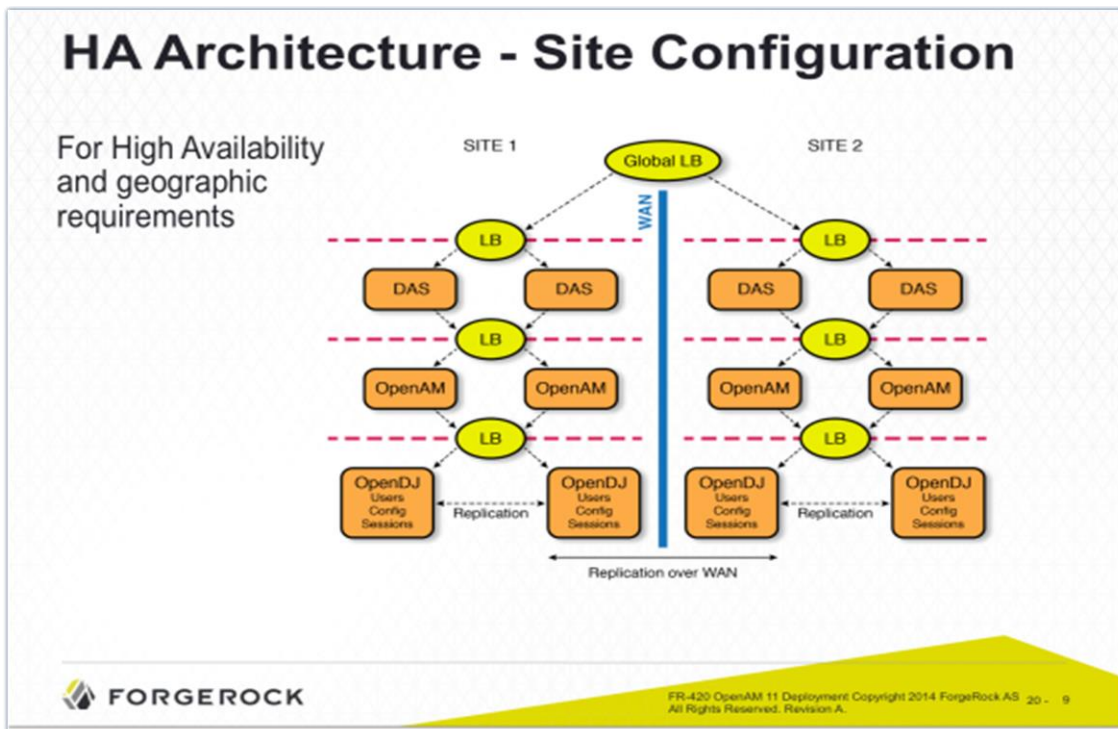 HA Architecture - Site Configuration
For High Availability
and geographic
requirements
SITE 1
Global LB
SITE 2
WAN
LB
LB
DAS
DAS
DAS
DAS
LB
LB
OpenAM
OpenAM
OpenAM
OpenAM
LB
LB
OpenDJ
Users
Config
Sessions
Replication
OpenDJ
Users
Config
Sessions
OpenDJ
Users
Config
Sessions
Replication
OpenDJ
Users
Config
Sessions
Replication over WAN
FORGEROCK
FR-420 OpenAM 11 Deployment Copyright 2014 ForgeRock AS
All Rights Reserved. Revision A.
20 - 9